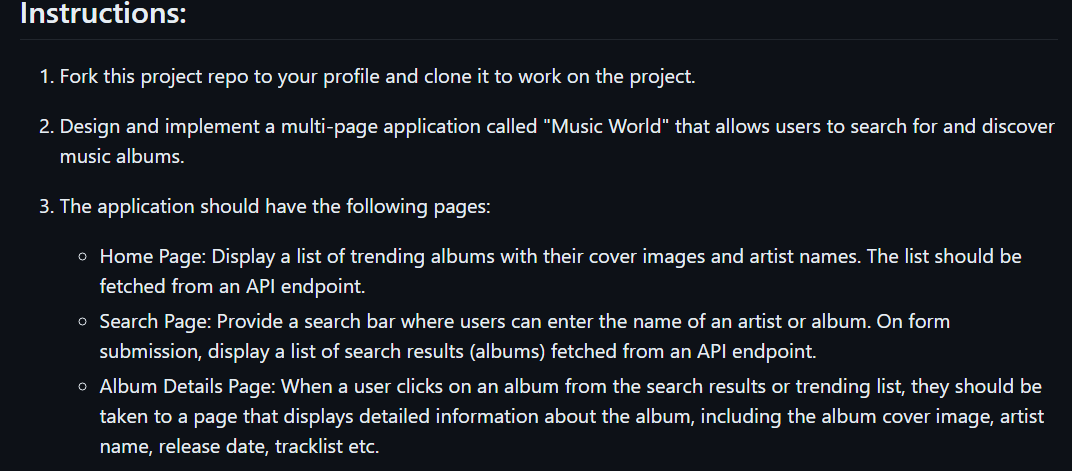 Instructions:
1. Fork this project repo to your profile and clone it to work on the project.
2. Design and implement a multi-page application called "Music World" that allows users to search for and discover
music albums.
3. The application should have the following pages:
○ Home Page: Display a list of trending albums with their cover images and artist names. The list should be
fetched from an API endpoint.
○ Search Page: Provide a search bar where users can enter the name of an artist or album. On form
submission, display a list of search results (albums) fetched from an API endpoint.
○ Album Details Page: When a user clicks on an album from the search results or trending list, they should be
taken to a page that displays detailed information about the album, including the album cover image, artist
name, release date, tracklist etc.